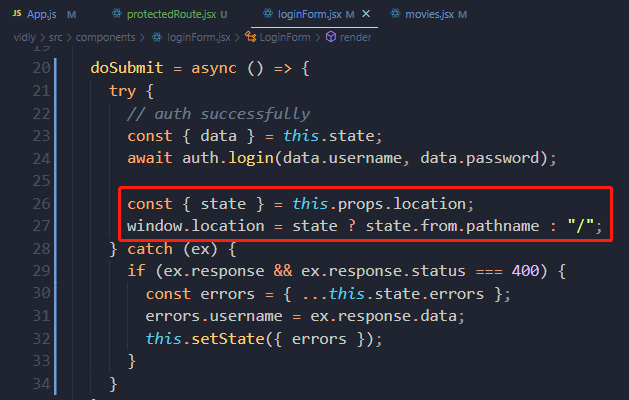 JS App.js M protectedRoute.jsx U loginForm.jsx M × movies.jsx M
vidly > src > components > loginForm.jsx > LoginForm > render
19
20 doSubmit = async () => {
21 try {
22 // auth successfully
23 const { data } = this.state;
24 await auth.login(data.username, data.password);
25
26 const { state } = this.props.location;
27 window.location = state ? state.from.pathname : "/";
28 } catch (ex) {
29 if (ex.response && ex.response.status === 400) {
30 const errors = { ...this.state.errors };
31 errors.username = ex.response.data;
32 this.setState({ errors });
33 }
34 }